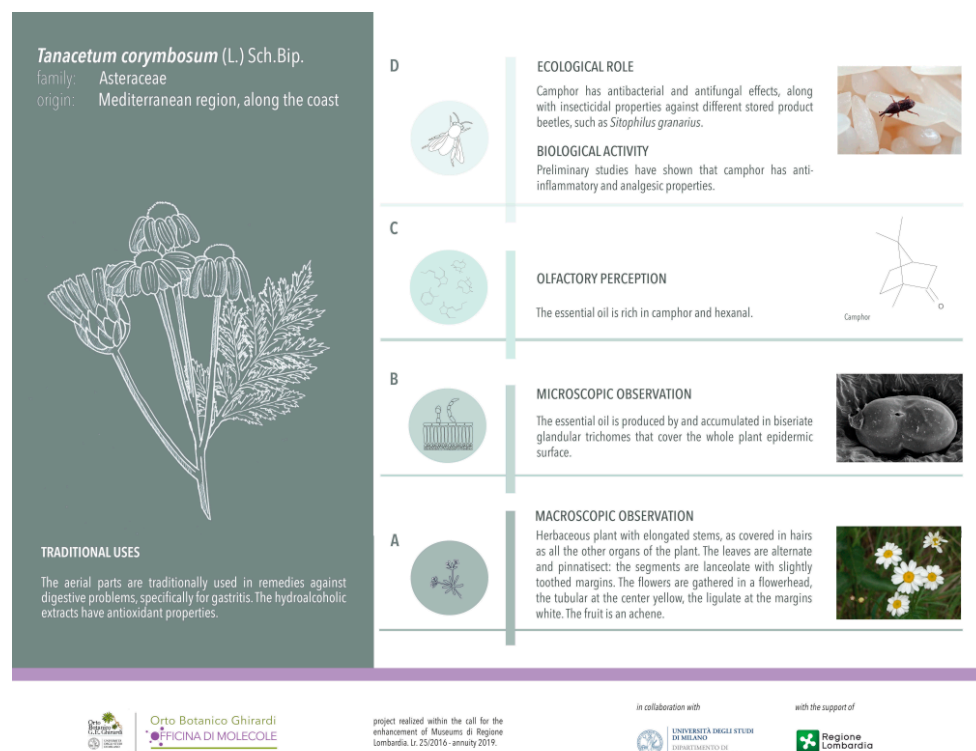 Tanacetum corymbosum (L.) Sch.Bip.
family: Asteraceae
origin: Mediterranean region, along the coast
TRADITIONAL USES
The aerial parts are traditionally used in remedies against
digestive problems, specifically for gastritis. The hydroalcoholic
extracts have antioxidant properties.
D
ECOLOGICAL ROLE
Camphor has antibacterial and antifungal effects, along
with insecticidal properties against different stored product
beetles, such as Sitophilus granarius.
BIOLOGICAL ACTIVITY
Preliminary studies have shown that camphor has anti-
inflammatory and analgesic properties.
C
OLFACTORY PERCEPTION
The essential oil is rich in camphor and hexanal.
O
Camphor
B
MICROSCOPIC OBSERVATION
The essential oil is produced by and accumulated in biseriate
glandular trichomes that cover the whole plant epidermic
surface.
A
MACROSCOPIC OBSERVATION
Herbaceous plant with elongated stems, as covered in hairs
as all the other organs of the plant. The leaves are alternate
and pinnatisect: the segments are lanceolate with slightly
toothed margins. The flowers are gathered in a flowerhead,
the tubular at the center yellow, the ligulate at the margins
white. The fruit is an achene.
Orto
Botanico
G.E. Ghirardi
Orto Botanico Ghirardi
OFFICINA DI MOLECOLE
project realized within the call for the
enhancement of Museums di Regione
Lombardia. Lr. 25/2016 - annuity 2019.
in collaboration with
UNIVERSITÀ DEGLI STUDI
DI MILANO
DIPARTIMENTO DI
with the support of
Regione
Lombardia